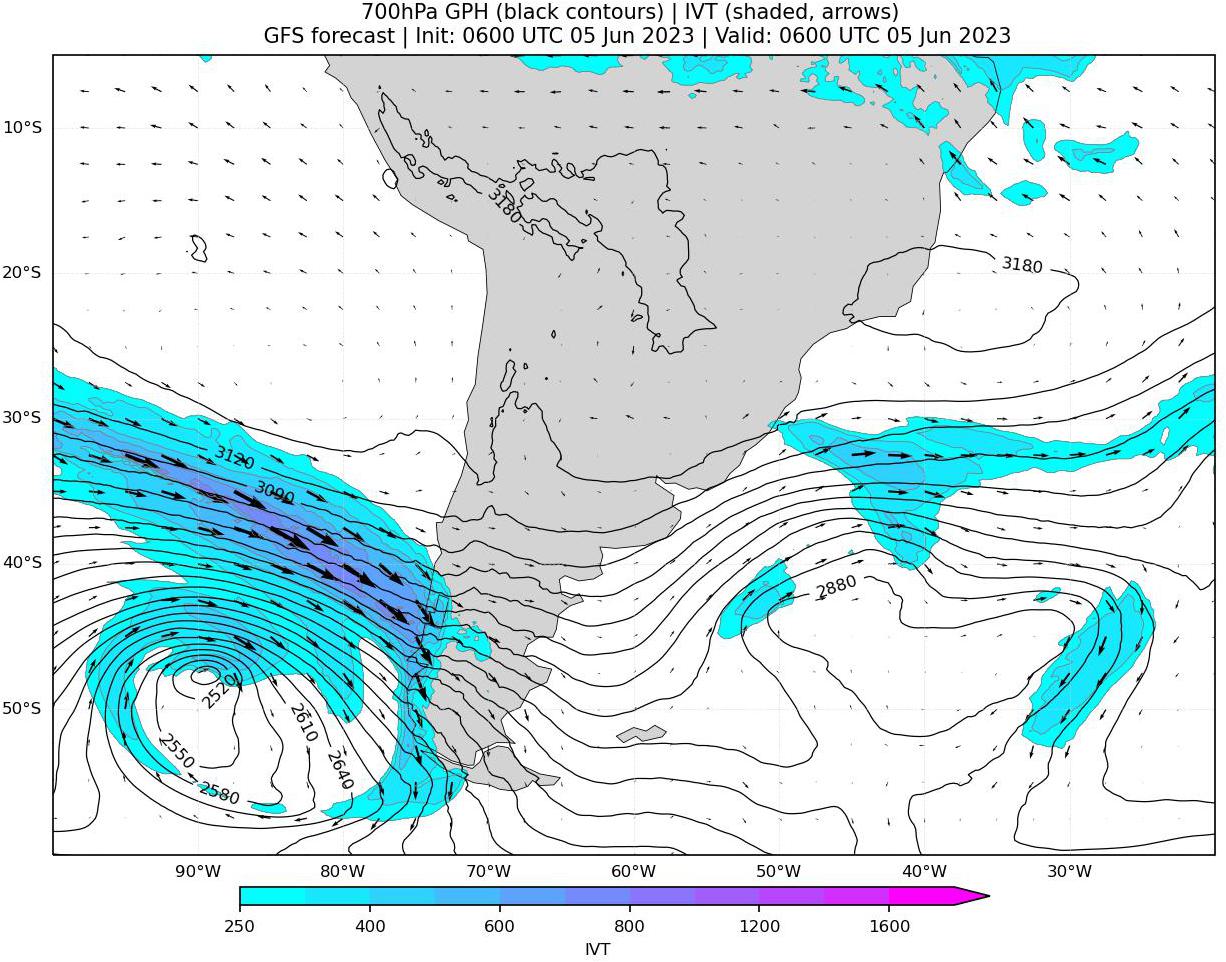 700hPa GPH (black contours) | IVT (shaded, arrows)
GFS forecast | Init: 0600 UTC 05 Jun 2023 | Valid: 0600 UTC 05 Jun 2023
10°S
3180
20°S
3180
30°S
3120
3090
40°S
2880
2520
50°S
2610
2550
2640
2580
90°W 80°W 70°W 60°W 50°W 40°W 30°W
250 400 600 800 1200 1600
IVT